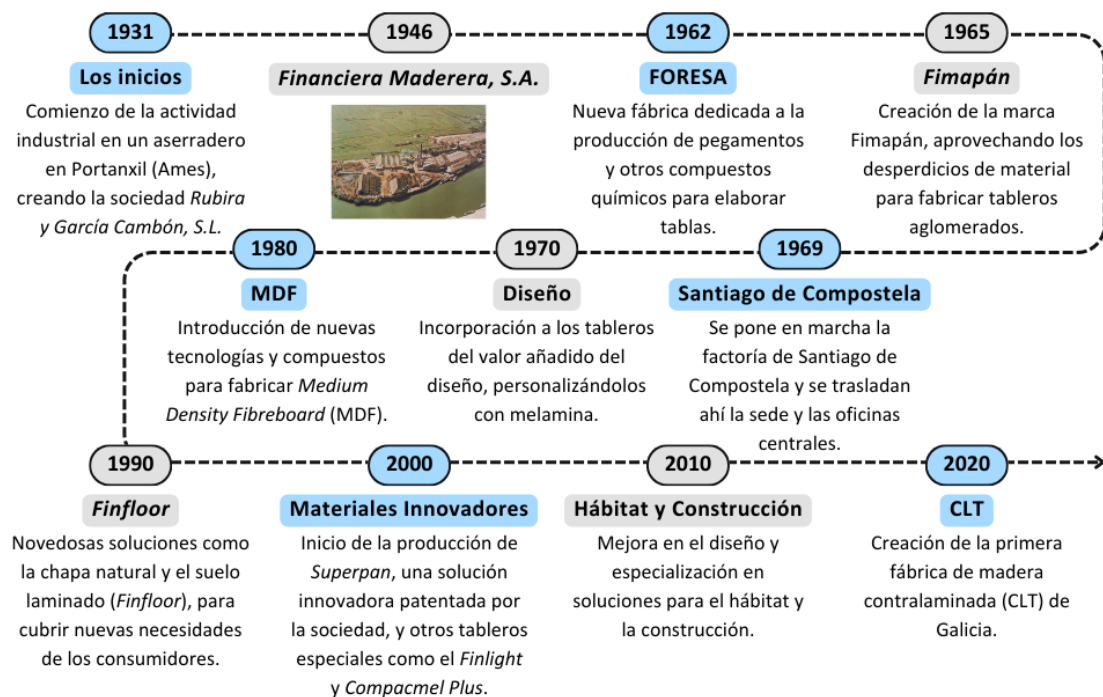 1931
Los inicios
Comienzo de la actividad
industrial en un aserradero
en Portanxil (Ames),
creando la sociedad Rubira
y García Cambón, S.L.
1946
Financiera Maderera, S.A.
1962
FORESA
Nueva fábrica dedicada a la
producción de pegamentos
y otros compuestos
químicos para elaborar
tablas.
1965
Fimapán
Creación de la marca
Fimapán, aprovechando los
desperdicios de material
para fabricar tableros
aglomerados.
1969
Santiago de Compostela
Se pone en marcha la
factoría de Santiago de
Compostela y se trasladan
ahí la sede y las oficinas
centrales.
1970
Diseño
Incorporación a los tableros
del valor añadido del
diseño, personalizándolos
con melamina.
1980
MDF
Introducción de nuevas
tecnologías y compuestos
para fabricar Medium
Density Fibreboard (MDF).
1990
Finfloor
Novedosas soluciones como
la chapa natural y el suelo
laminado (Finfloor), para
cubrir nuevas necesidades
de los consumidores.
2000
Materiales Innovadores
Inicio de la producción de
Superpan, una solución
innovadora patentada por
la sociedad, y otros tableros
especiales como el Finlight
y Compacmel Plus.
2010
Hábitat y Construcción
Mejora en el diseño y
especialización en
soluciones para el hábitat y
la construcción.
2020
CLT
Creación de la primera
fábrica de madera
contralaminada (CLT) de
Galicia.